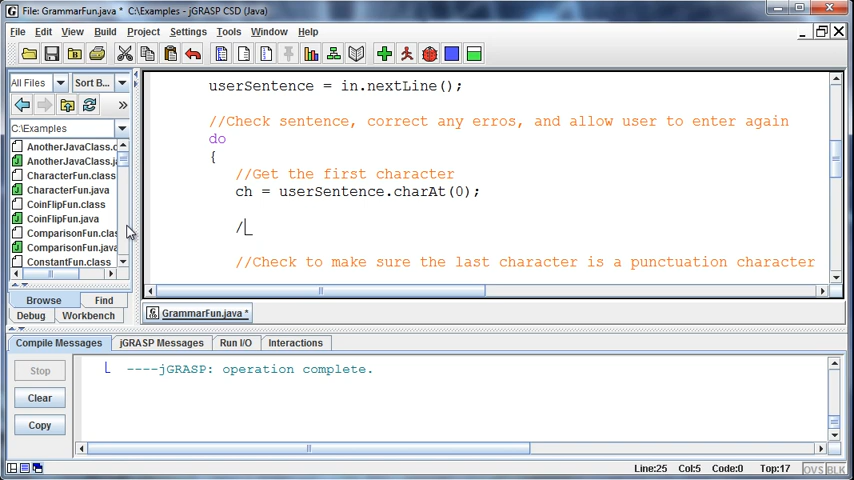 File: GrammarFun.java *  C:\Examples - jGRASP CSD (Java)
File Edit View Build Project Settings Tools Window Help
All Files Sort B...
»
C:\Examples
AnotherJavaClass.c
AnotherJavaClass.ja
CharacterFun.class
CharacterFun.java
CoinFlipFun.class
CoinFlipFun.java
ComparisonFun.class
ComparisonFun.java
ConstantFun.class
Browse Find
Debug Workbench
userSentence = in.nextLine();
//Check sentence, correct any erros, and allow user to enter again
do
{
//Get the first character
ch = userSentence.charAt(0);
/
//Check to make sure the last character is a punctuation character
GrammarFun.java *
Compile Messages jGRASP Messages Run I/O Interactions
Stop
Clear
Copy
----jGRASP: operation complete.
Line:25 Col:5 Code:0 Top:17 OVS BLK